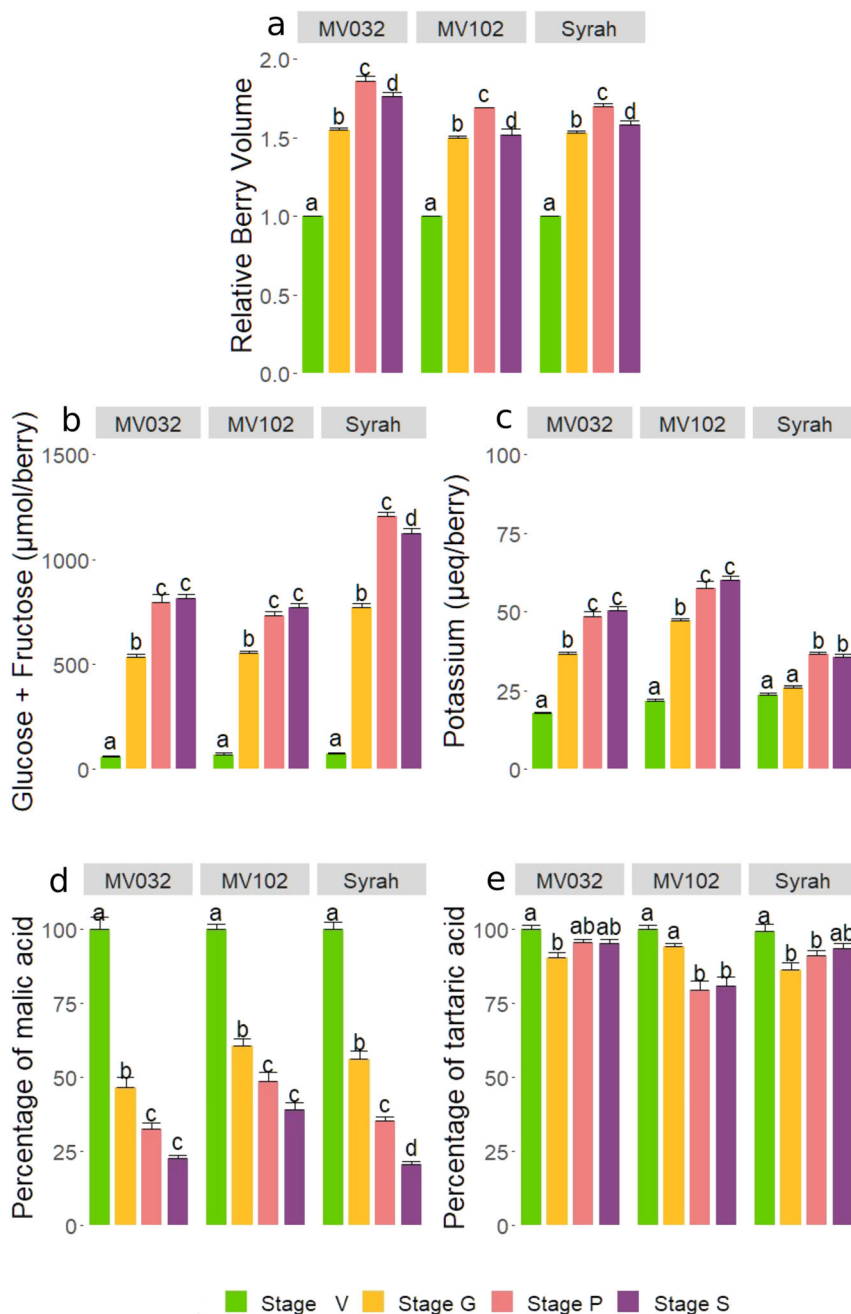 a
MV032 MV102 Syrah
Relative Berry Volume
2.0
1.5
1.0
0.5
0.0
a b c d a b c d a b c d
b
MV032 MV102 Syrah
Glucose + Fructose (µmol/berry)
1500
1000
500
0
a b c c a b c c a b c d
c
MV032 MV102 Syrah
Potassium (µeq/berry)
100
75
50
25
0
a b c c a b c c a a b b
d
MV032 MV102 Syrah
Percentage of malic acid
100
75
50
25
0
a b c c a b c c a b c d
e
MV032 MV102 Syrah
Percentage of tartaric acid
100
75
50
25
0
a b ab ab a a b b a b b ab
Stage V Stage G Stage P Stage S